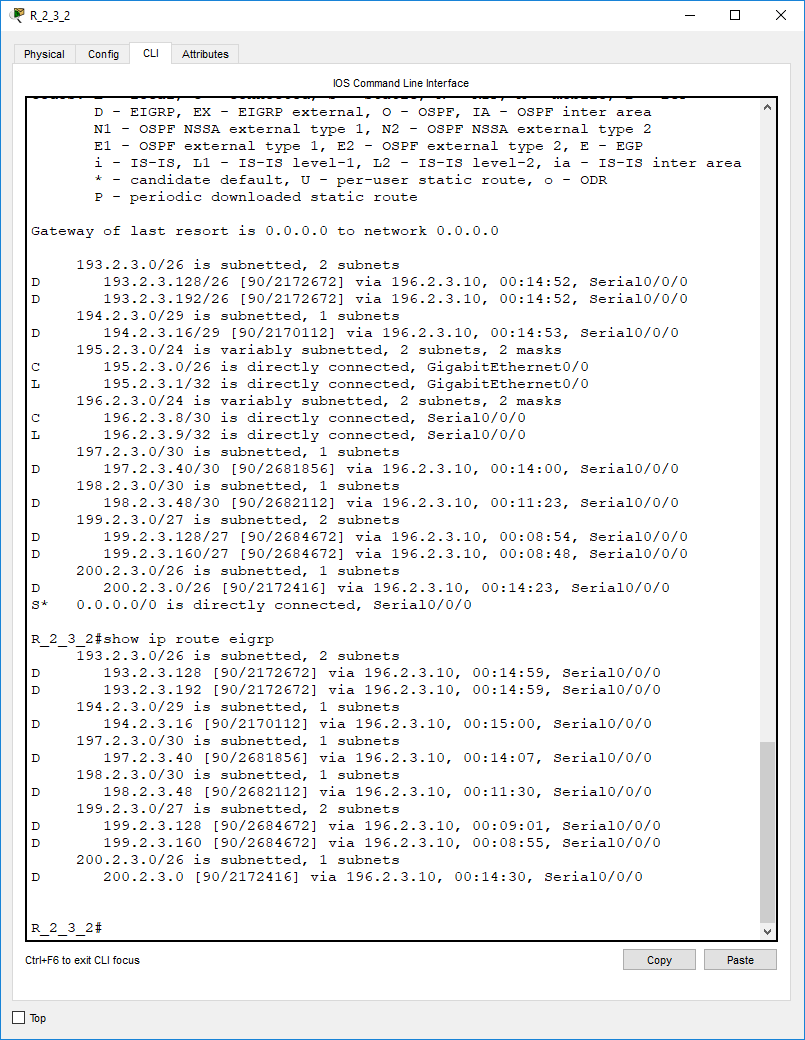 R_2_3_2
Physical Config CLI Attributes
IOS Command Line Interface
D - EIGRP, EX - EIGRP external, O - OSPF, IA - OSPF inter area
N1 - OSPF NSSA external type 1, N2 - OSPF NSSA external type 2
E1 - OSPF external type 1, E2 - OSPF external type 2, E - EGP
i - IS-IS, L1 - IS-IS level-1, L2 - IS-IS level-2, ia - IS-IS inter area
* - candidate default, U - per-user static route, o - ODR
P - periodic downloaded static route
Gateway of last resort is 0.0.0.0 to network 0.0.0.0
193.2.3.0/26 is subnetted, 2 subnets
D 193.2.3.128/26 [90/2172672] via 196.2.3.10, 00:14:52, Serial0/0/0
D 193.2.3.192/26 [90/2172672] via 196.2.3.10, 00:14:52, Serial0/0/0
194.2.3.0/29 is subnetted, 1 subnets
D 194.2.3.16/29 [90/2170112] via 196.2.3.10, 00:14:53, Serial0/0/0
195.2.3.0/24 is variably subnetted, 2 subnets, 2 masks
C 195.2.3.0/26 is directly connected, GigabitEthernet0/0
L 195.2.3.1/32 is directly connected, GigabitEthernet0/0
196.2.3.0/24 is variably subnetted, 2 subnets, 2 masks
C 196.2.3.8/30 is directly connected, Serial0/0/0
L 196.2.3.9/32 is directly connected, Serial0/0/0
197.2.3.0/30 is subnetted, 1 subnets
D 197.2.3.40/30 [90/2681856] via 196.2.3.10, 00:14:00, Serial0/0/0
198.2.3.0/30 is subnetted, 1 subnets
D 198.2.3.48/30 [90/2682112] via 196.2.3.10, 00:11:23, Serial0/0/0
199.2.3.0/27 is subnetted, 2 subnets
D 199.2.3.128/27 [90/2684672] via 196.2.3.10, 00:08:54, Serial0/0/0
D 199.2.3.160/27 [90/2684672] via 196.2.3.10, 00:08:48, Serial0/0/0
200.2.3.0/26 is subnetted, 1 subnets
D 200.2.3.0/26 [90/2172416] via 196.2.3.10, 00:14:23, Serial0/0/0
S* 0.0.0.0/0 is directly connected, Serial0/0/0
R_2_3_2#show ip route eigrp
193.2.3.0/26 is subnetted, 2 subnets
D 193.2.3.128 [90/2172672] via 196.2.3.10, 00:14:59, Serial0/0/0
D 193.2.3.192 [90/2172672] via 196.2.3.10, 00:14:59, Serial0/0/0
194.2.3.0/29 is subnetted, 1 subnets
D 194.2.3.16 [90/2170112] via 196.2.3.10, 00:15:00, Serial0/0/0
197.2.3.0/30 is subnetted, 1 subnets
D 197.2.3.40 [90/2681856] via 196.2.3.10, 00:14:07, Serial0/0/0
198.2.3.0/30 is subnetted, 1 subnets
D 198.2.3.48 [90/2682112] via 196.2.3.10, 00:11:30, Serial0/0/0
199.2.3.0/27 is subnetted, 2 subnets
D 199.2.3.128 [90/2684672] via 196.2.3.10, 00:09:01, Serial0/0/0
D 199.2.3.160 [90/2684672] via 196.2.3.10, 00:08:55, Serial0/0/0
200.2.3.0/26 is subnetted, 1 subnets
D 200.2.3.0 [90/2172416] via 196.2.3.10, 00:14:30, Serial0/0/0
R_2_3_2#
Ctrl+F6 to exit CLI focus Copy Paste
Top